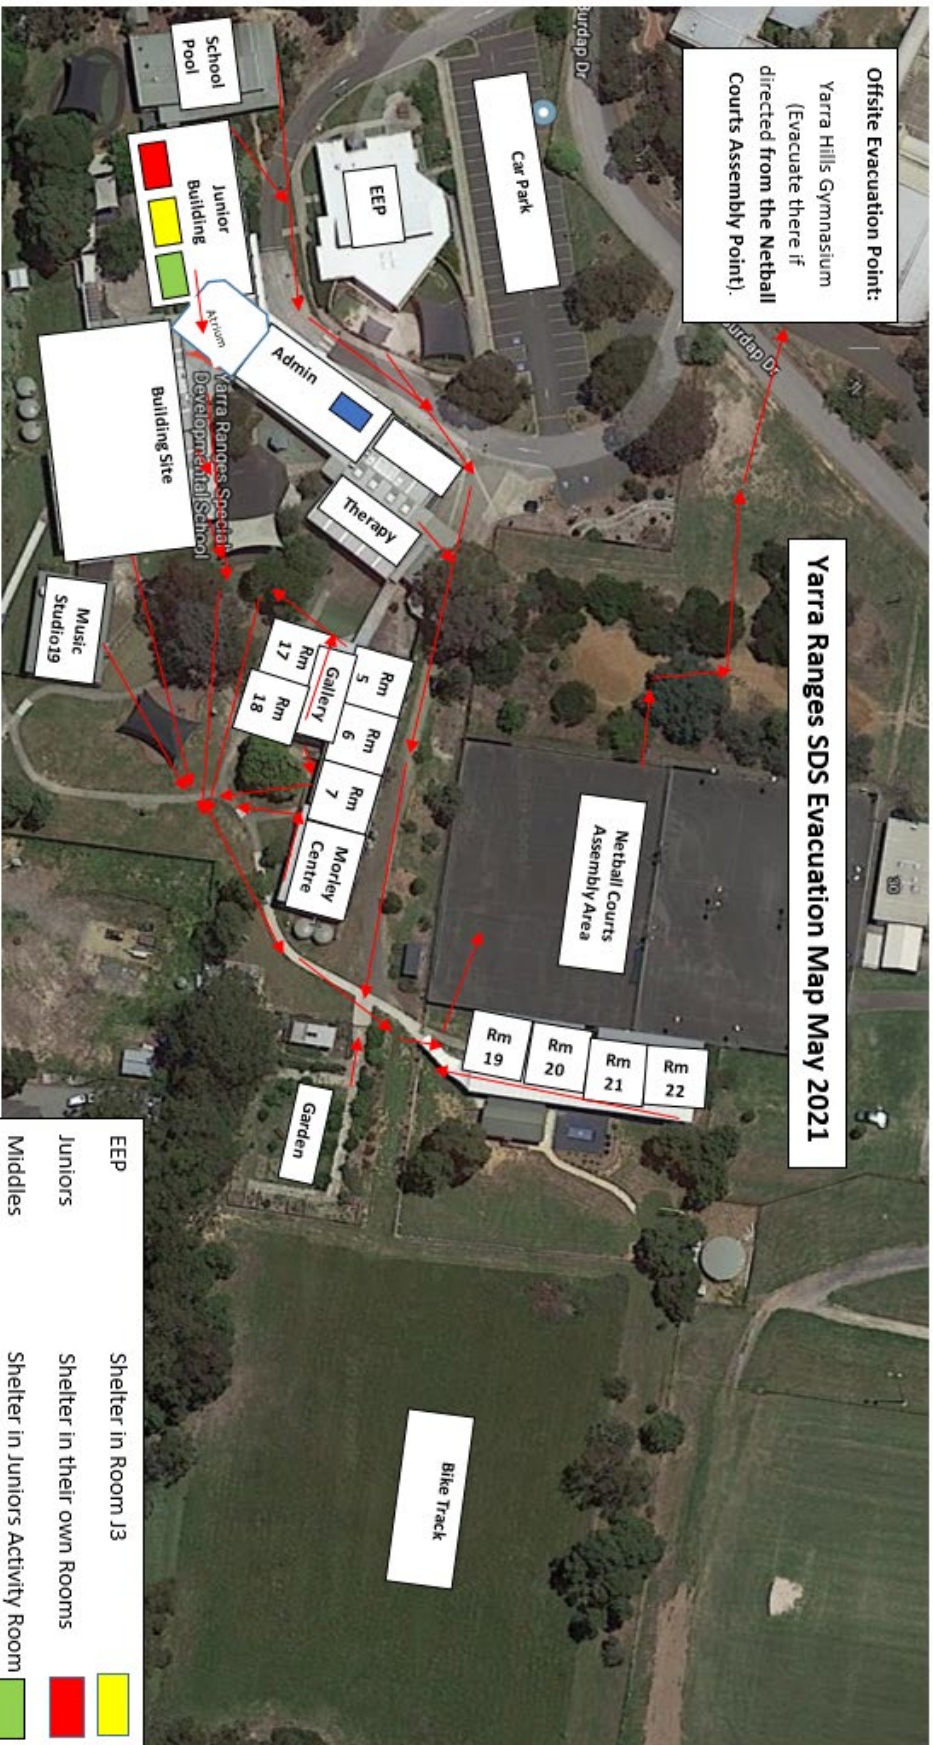 Yarra Ranges SDS Evacuation Map May 2021
Offsite Evacuation Point:
Yarra Hills Gymnasium
(Evacuate there if
directed from the Netball
Courts Assembly Point).
Burdap Dr
Burdap Dr
Car Park
EEP
School
Pool
Junior
Building
Atrium
Admin
Therapy
Yarra Ranges Special
Developmental School
Building Site
Music
Studio19
Rm
5
Rm
6
Rm
7
Morley
Centre
Gallery
Rm
17
Rm
18
Netball Courts
Assembly Area
Rm
19
Rm
20
Rm
21
Rm
22
Garden
Bike Track
EEP Shelter in Room J3
Juniors Shelter in their own Rooms
Middles Shelter in Juniors Activity Room